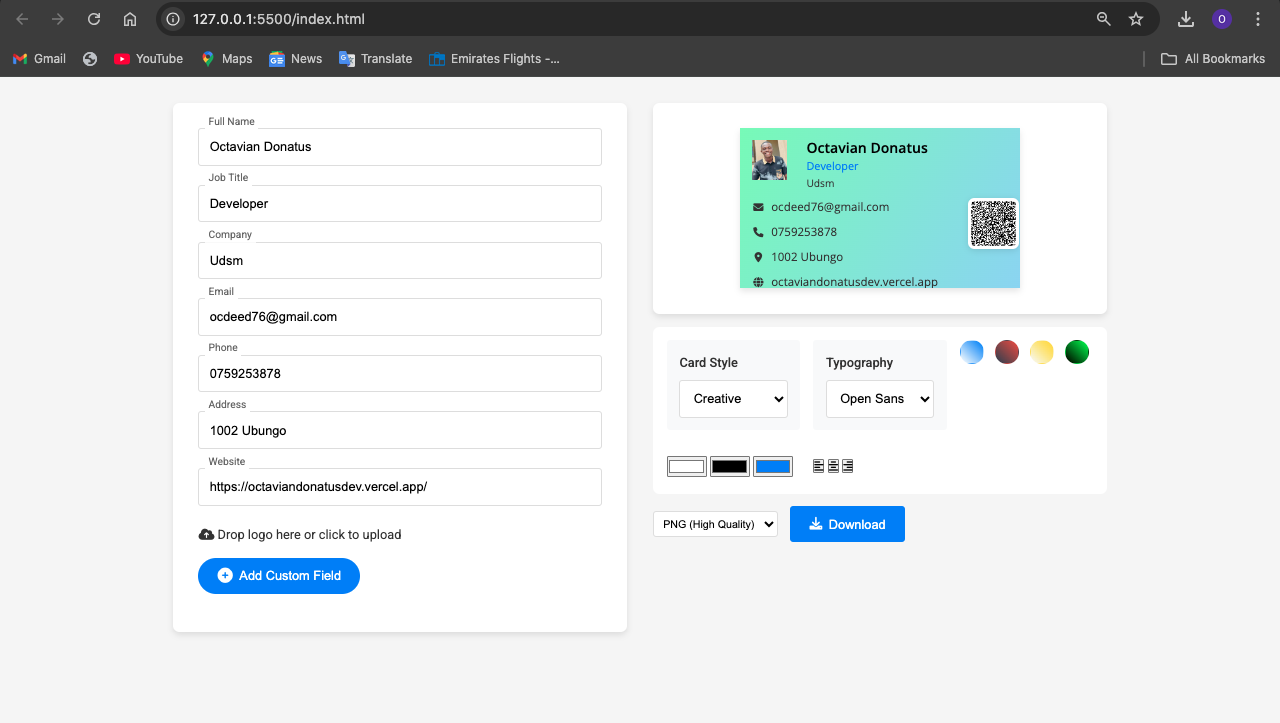 127.0.0.1:5500/index.html
O
Gmail
YouTube
Maps
News
Translate
Emirates Flights -...
All Bookmarks
Full Name
Octavian Donatus
Job Title
Developer
Company
Udsm
Email
ocdeed76@gmail.com
Phone
0759253878
Address
1002 Ubungo
Website
https://octaviandonatusdev.vercel.app/
Drop logo here or click to upload
Add Custom Field
Octavian Donatus
Developer
Udsm
ocdeed76@gmail.com
0759253878
1002 Ubungo
octaviandonatusdev.vercel.app
Card Style
Creative
Typography
Open Sans
PNG (High Quality)
Download